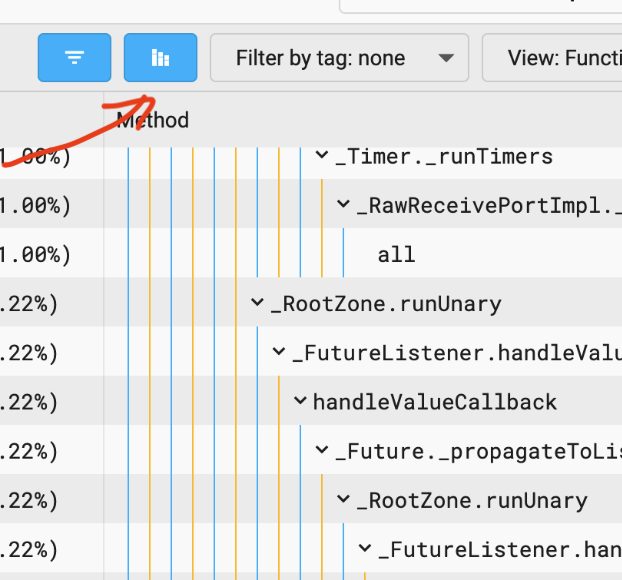 Filter by tag: none View: Functi
Method
1.00%) _Timer._runTimers
1.00%) _RawReceivePortImpl._
1.00%) all
.22%) _RootZone.runUnary
.22%) _FutureListener.handleValu
.22%) handleValueCallback
.22%) _Future._propagateToLis
.22%) _RootZone.runUnary
.22%) _FutureListener.han